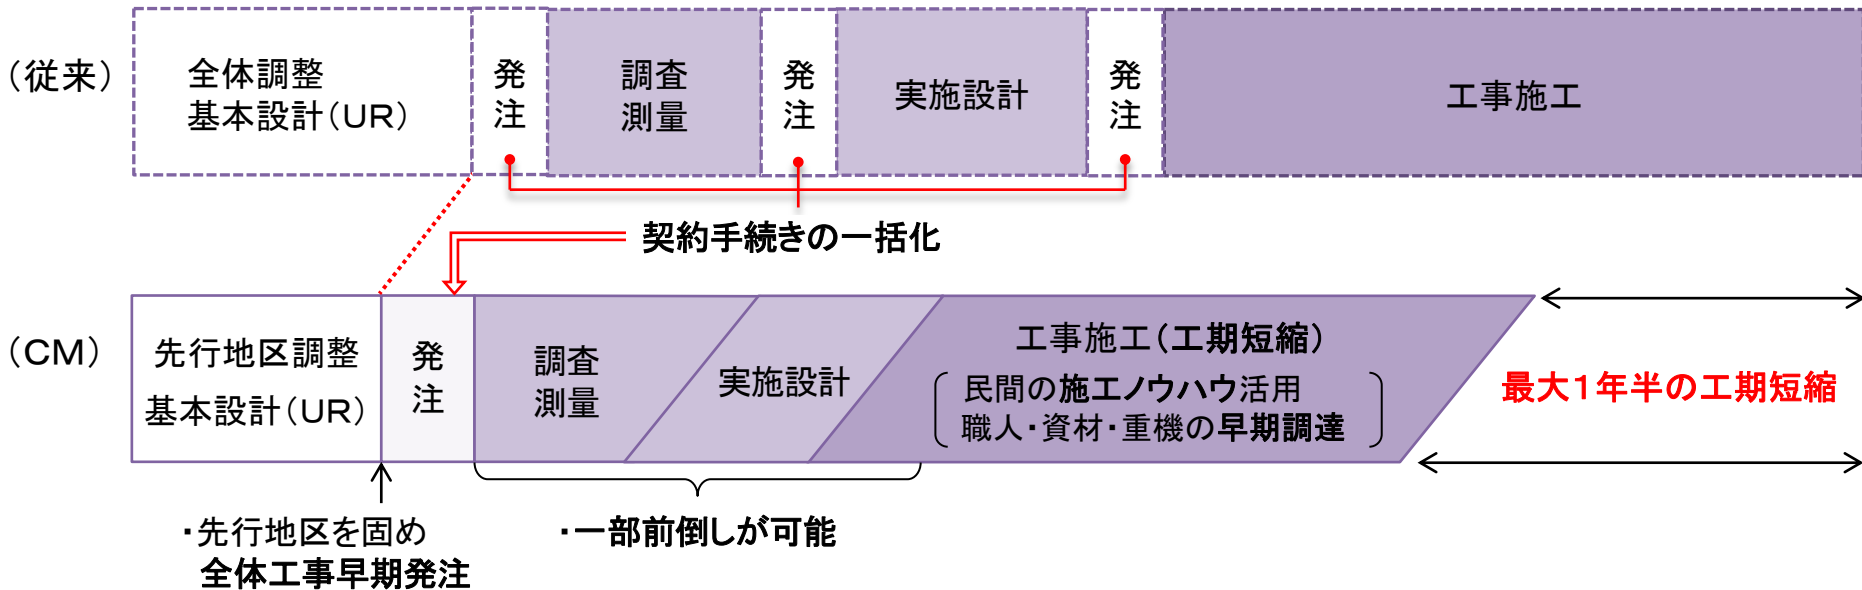 （従来）
全体調整
基本設計（UR）
発
注
調査
測量
発
注
実施設計
発
注
工事施工
契約手続きの一括化
（CM）
先行地区調整
基本設計（UR）
発
注
調査
測量
実施設計
工事施工（工期短縮）
民間の施工ノウハウ活用
職人・資材・重機の早期調達
最大１年半の工期短縮
・先行地区を固め
全体工事早期発注
・一部前倒しが可能